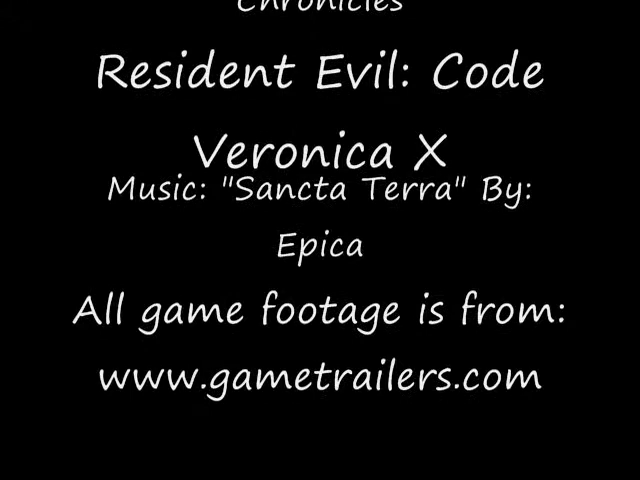 Chronicles
Resident Evil: Code
Veronica X
Music: "Sancta Terra" By:
Epica
All game footage is from:
www.gametrailers.com